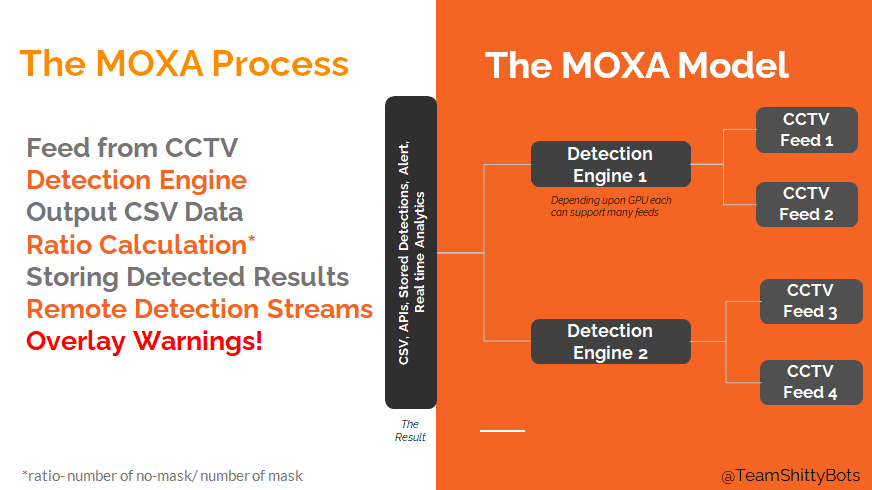 The MOXA Process
Feed from CCTV
Detection Engine
Output CSV Data
Ratio Calculation*
Storing Detected Results
Remote Detection Streams
Overlay Warnings!
*ratio- number of no-mask/ number of mask
CSV, APIs, Stored Detections, Alert,
Real time Analytics
The
Result
The MOXA Model
Detection
Engine 1
Depending upon GPU each
can support many feeds
CCTV
Feed 1
CCTV
Feed 2
Detection
Engine 2
CCTV
Feed 3
CCTV
Feed 4
@TeamShittyBots